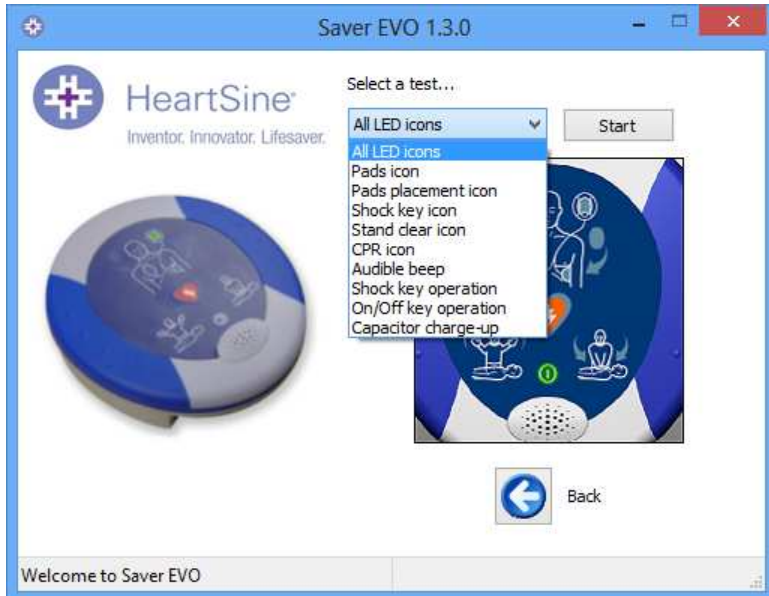 Saver EVO 1.3.0
HeartSine®
Inventor. Innovator. Lifesaver.
Select a test...
All LED icons
Start
All LED icons
Pads icon
Pads placement icon
Shock key icon
Stand clear icon
CPR icon
Audible beep
Shock key operation
On/Off key operation
Capacitor charge-up
Back
Welcome to Saver EVO